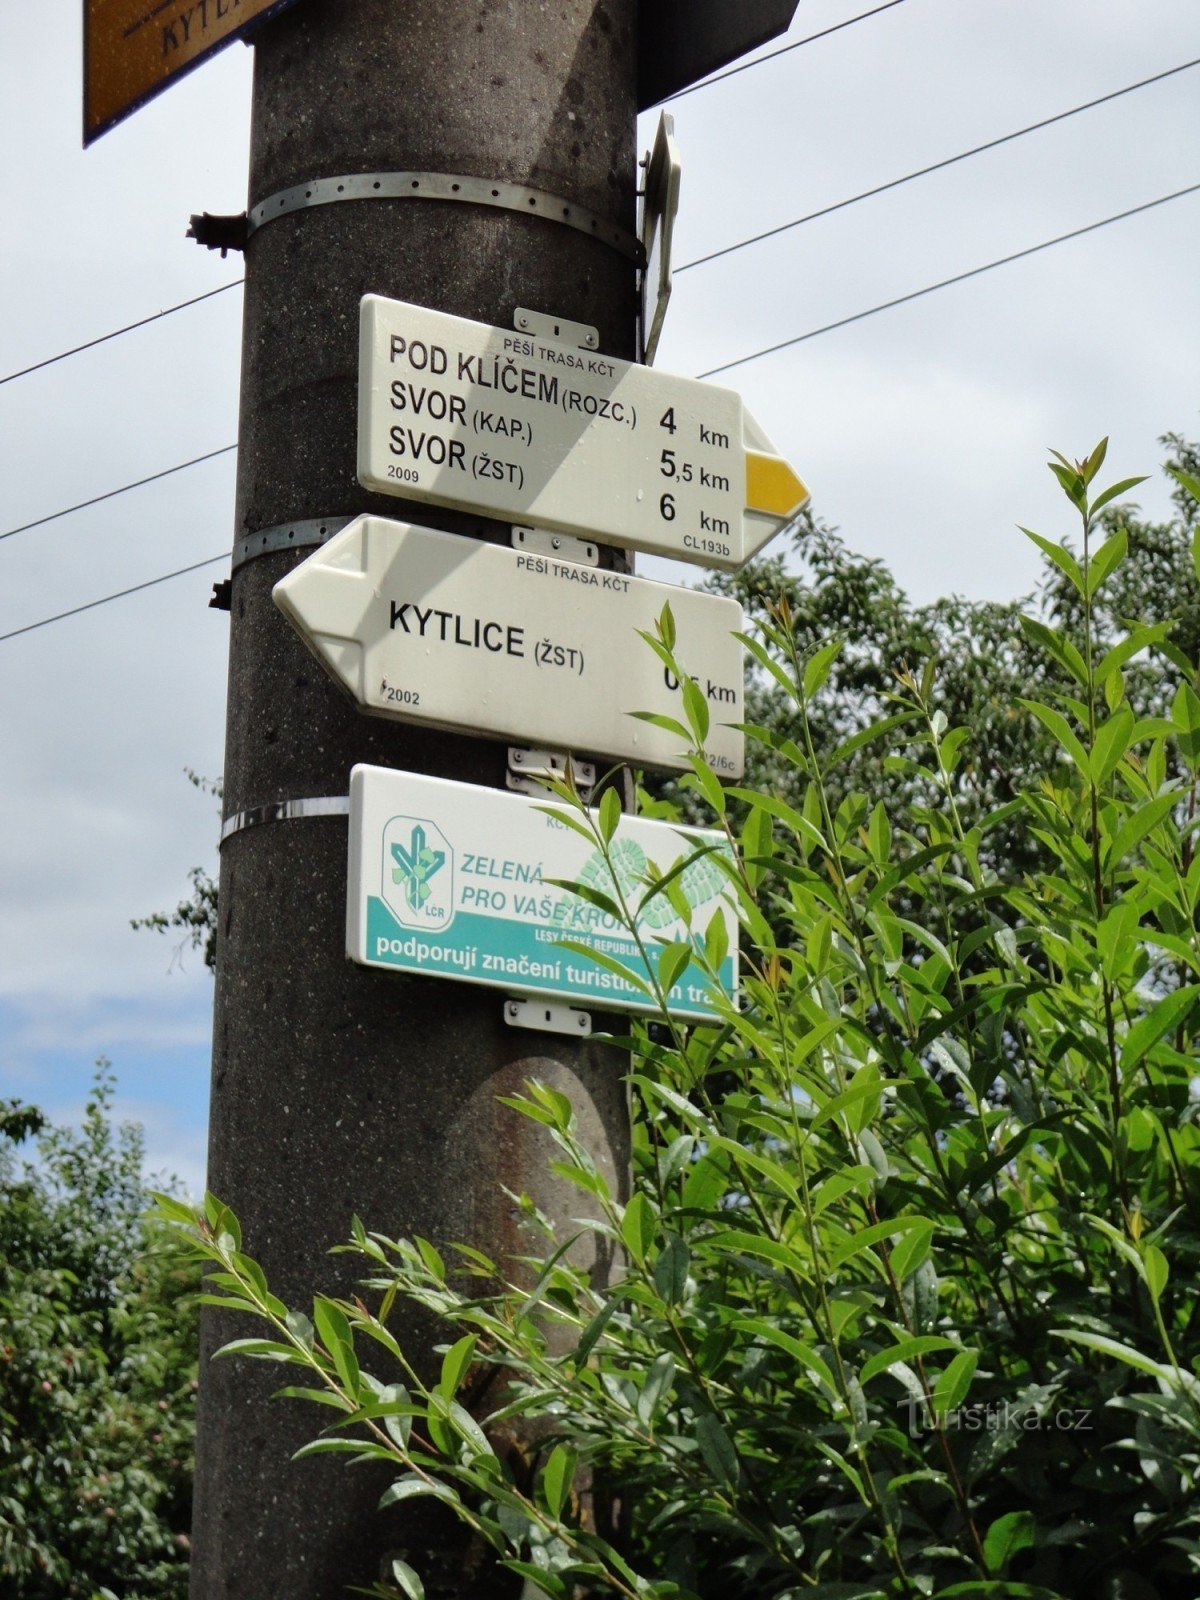 PĚŠÍ TRASA KČT
POD KLÍČEM (ROZC.) 4 km
SVOR (KAP.) 5,5 km
SVOR (ŽST) 6 km
2009 CL193b
PĚŠÍ TRASA KČT
KYTLICE (ŽST) km
2002
ZELENÁ
PRO VAŠE
LČR
LESY ČESKÉ REPUBLIKY,
podporují značení
Turistika.cz